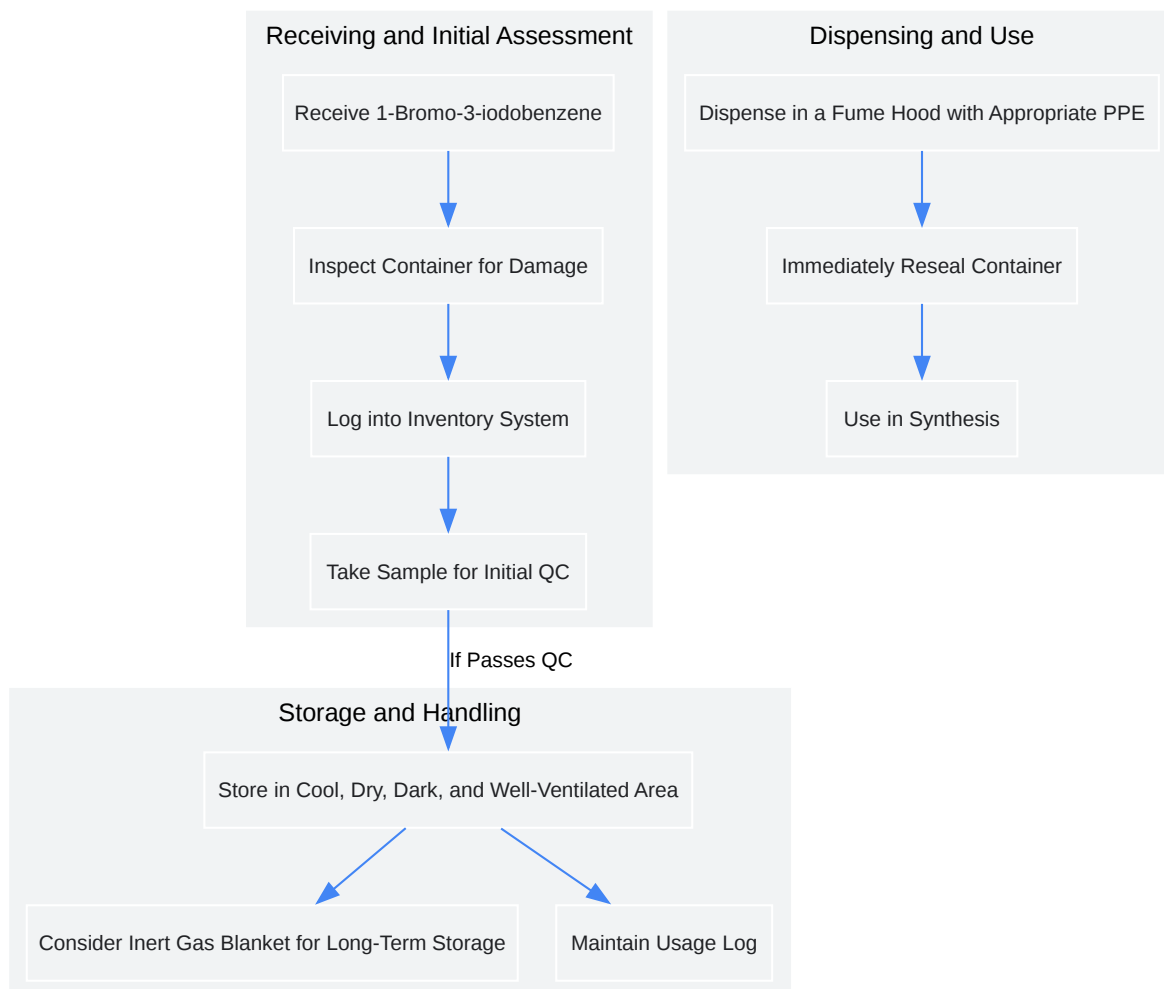 Receiving and Initial Assessment
Receive 1-Bromo-3-iodobenzene
Inspect Container for Damage
Log into Inventory System
Take Sample for Initial QC
If Passes QC
Storage and Handling
Store in Cool, Dry, Dark, and Well-Ventilated Area
Consider Inert Gas Blanket for Long-Term Storage
Maintain Usage Log
Dispensing and Use
Dispense in a Fume Hood with Appropriate PPE
Immediately Reseal Container
Use in Synthesis